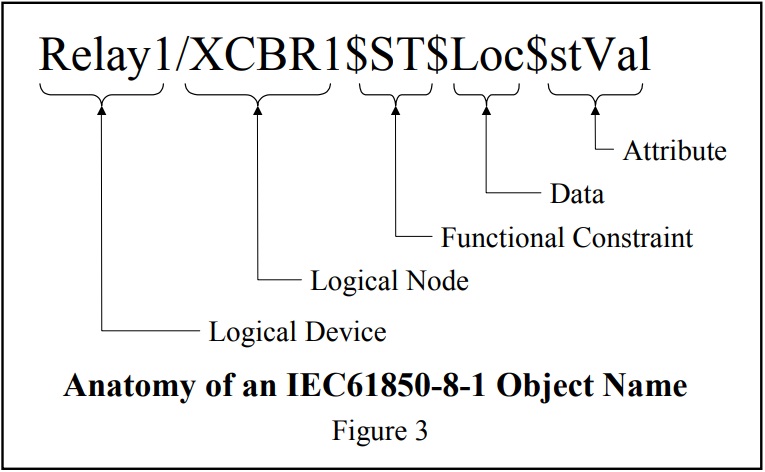 Relay1/XCBR1$ST$Loc$stVal
Attribute
Data
Functional Constraint
Logical Node
Logical Device
Anatomy of an IEC61850-8-1 Object Name
Figure 3